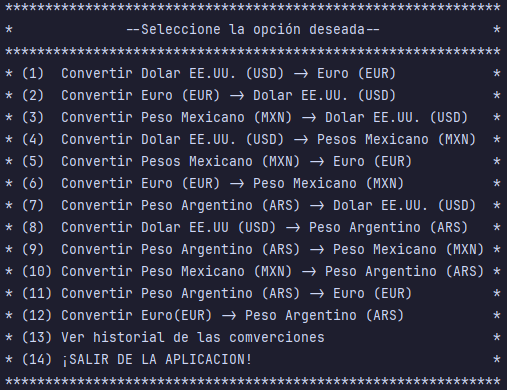 **************************************************************
*              --Seleccione la opción deseada--              *
**************************************************************
* (1)  Convertir Dolar EE.UU. (USD) -> Euro (EUR)            *
* (2)  Convertir Euro (EUR) -> Dolar EE.UU. (USD)            *
* (3)  Convertir Peso Mexicano (MXN) -> Dolar EE.UU. (USD)   *
* (4)  Convertir Dolar EE.UU. (USD) -> Pesos Mexicano (MXN)  *
* (5)  Convertir Pesos Mexicano (MXN) -> Euro (EUR)          *
* (6)  Convertir Euro (EUR) -> Peso Mexicano (MXN)           *
* (7)  Convertir Peso Argentino (ARS) -> Dolar EE.UU. (USD)  *
* (8)  Convertir Dolar EE.UU (USD) -> Peso Argentino (ARS)   *
* (9)  Convertir Peso Argentino (ARS) -> Peso Mexicano (MXN) *
* (10) Convertir Peso Mexicano (MXN) -> Peso Argentino (ARS) *
* (11) Convertir Peso Argentino (ARS) -> Euro (EUR)          *
* (12) Convertir Euro(EUR) -> Peso Argentino (ARS)           *
* (13) Ver historial de las comverciones                     *
* (14) ¡SALIR DE LA APLICACION!                              *
**************************************************************